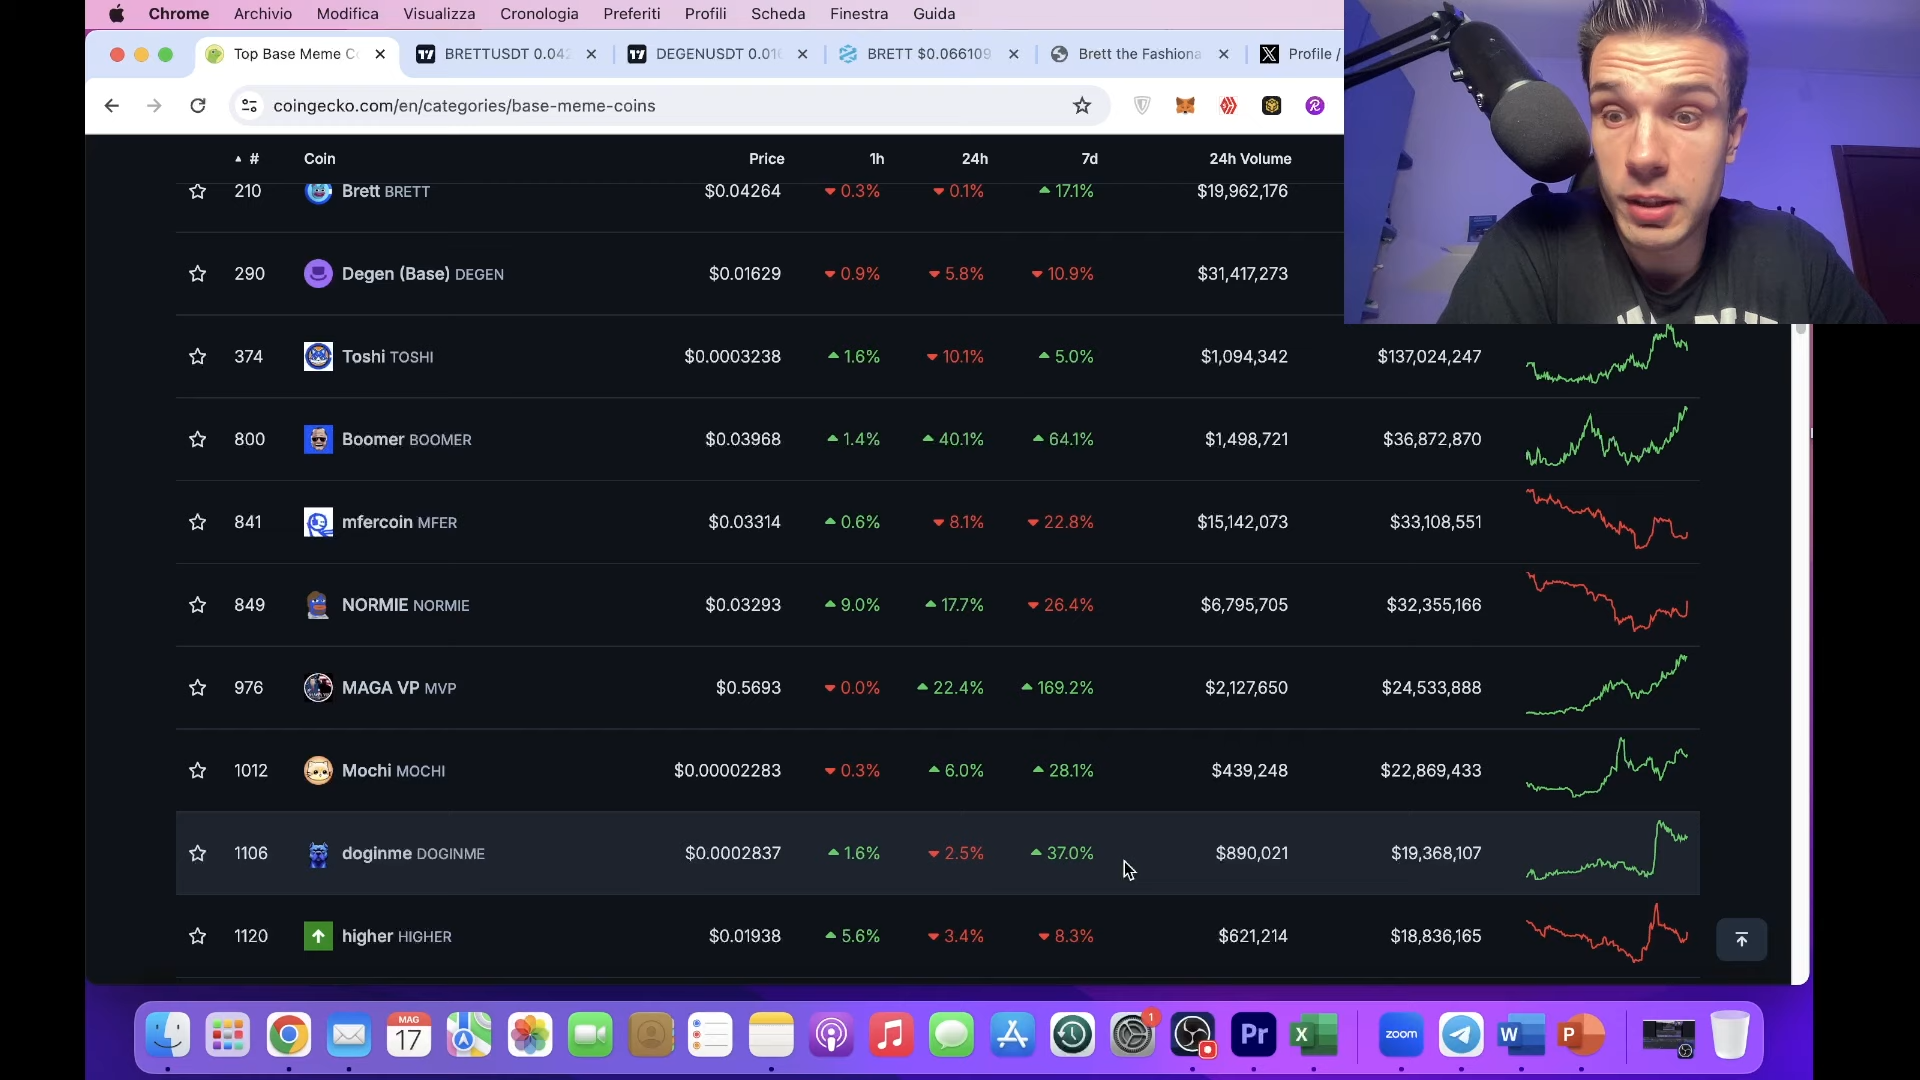 Chrome Archivio Modifica Visualizza Cronologia Preferiti Profili Scheda Finestra Guida
Top Base Meme Co BRETTUSDT 0.042 DEGENUSDT 0.016 BRETT $0.066109 Brett the Fashiona Profile /
coingecko.com/en/categories/base-meme-coins
# Coin Price 1h 24h 7d 24h Volume
210 Brett BRETT $0.04264 0.3% 0.1% 17.1% $19,962,176
290 Degen (Base) DEGEN $0.01629 0.9% 5.8% 10.9% $31,417,273
374 Toshi TOSHI $0.0003238 1.6% 10.1% 5.0% $1,094,342 $137,024,247
800 Boomer BOOMER $0.03968 1.4% 40.1% 64.1% $1,498,721 $36,872,870
841 mfercoin MFER $0.03314 0.6% 8.1% 22.8% $15,142,073 $33,108,551
849 NORMIE NORMIE $0.03293 9.0% 17.7% 26.4% $6,795,705 $32,355,166
976 MAGA VP MVP $0.5693 0.0% 22.4% 169.2% $2,127,650 $24,533,888
1012 Mochi MOCHI $0.00002283 0.3% 6.0% 28.1% $439,248 $22,869,433
1106 doginme DOGINME $0.0002837 1.6% 2.5% 37.0% $890,021 $19,368,107
1120 higher HIGHER $0.01938 5.6% 3.4% 8.3% $621,214 $18,836,165
MAG
17
1
Pr
X
zoom
W
P